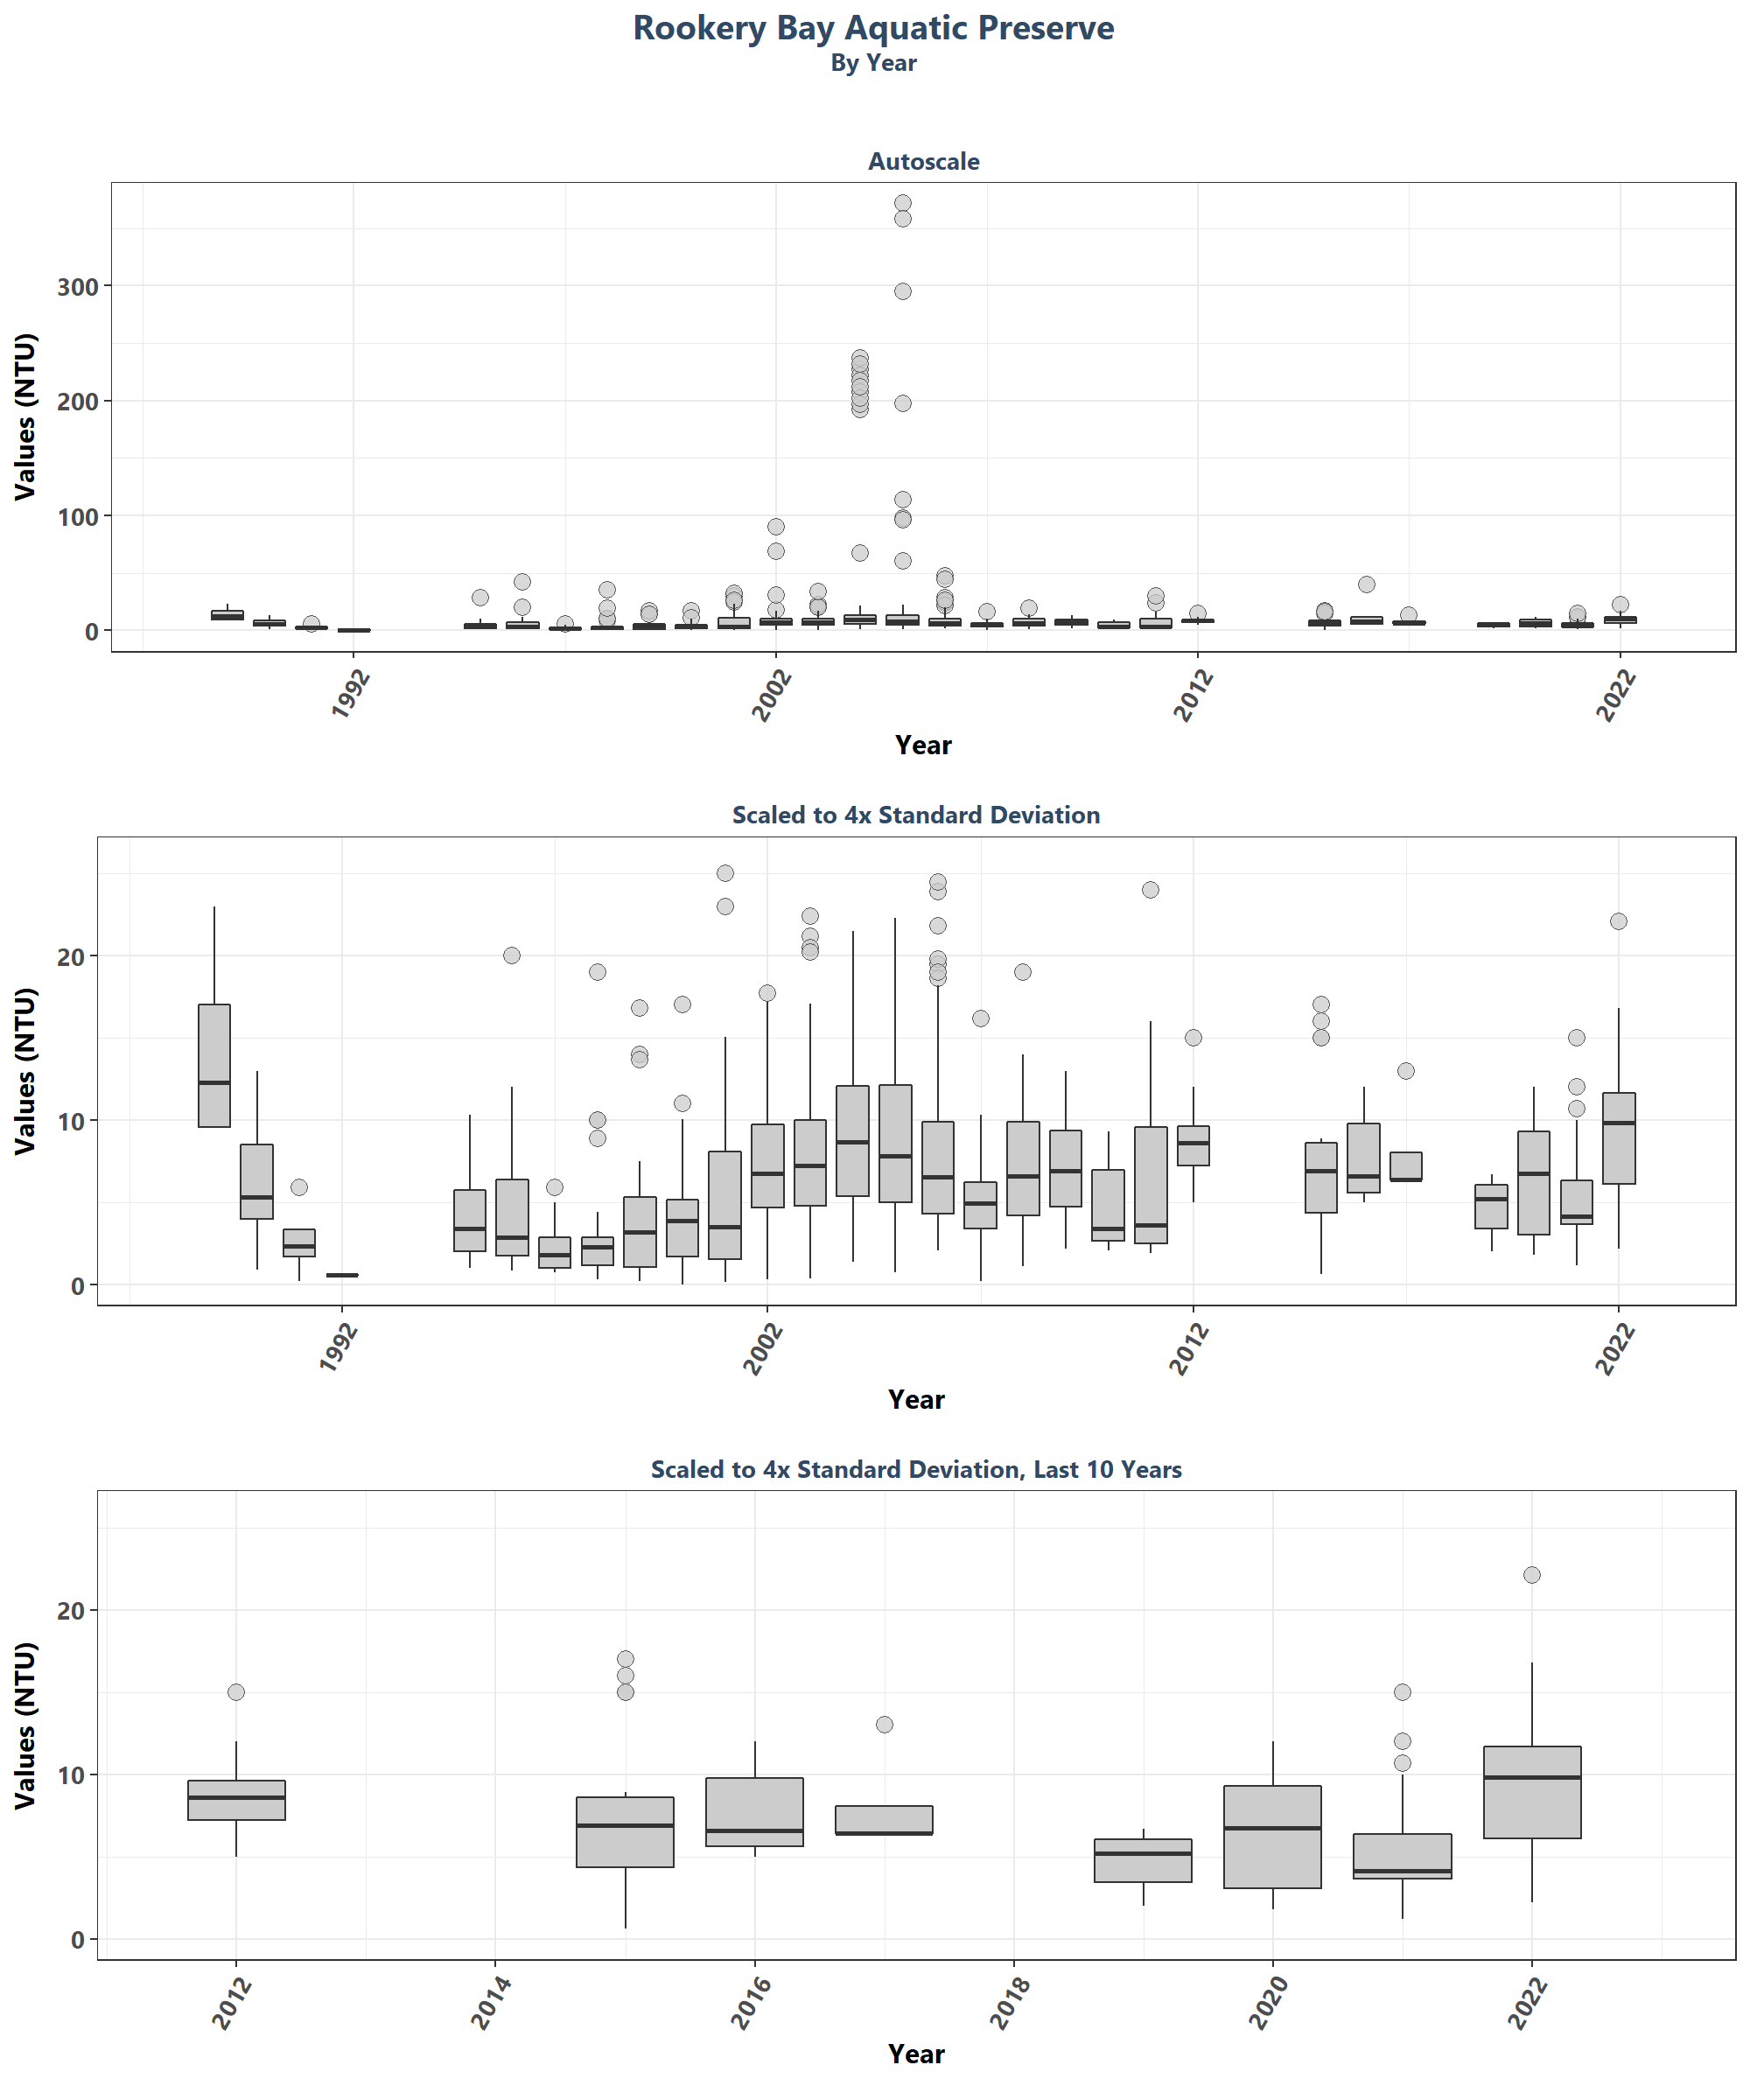 Rookery Bay Aquatic Preserve
By Year
Autoscale
Values (NTU)
300
200
100
0
1992
2002
2012
2022
Year
Scaled to 4x Standard Deviation
Values (NTU)
20
10
0
1992
2002
2012
2022
Year
Scaled to 4x Standard Deviation, Last 10 Years
Values (NTU)
20
10
0
2012
2014
2016
2018
2020
2022
Year